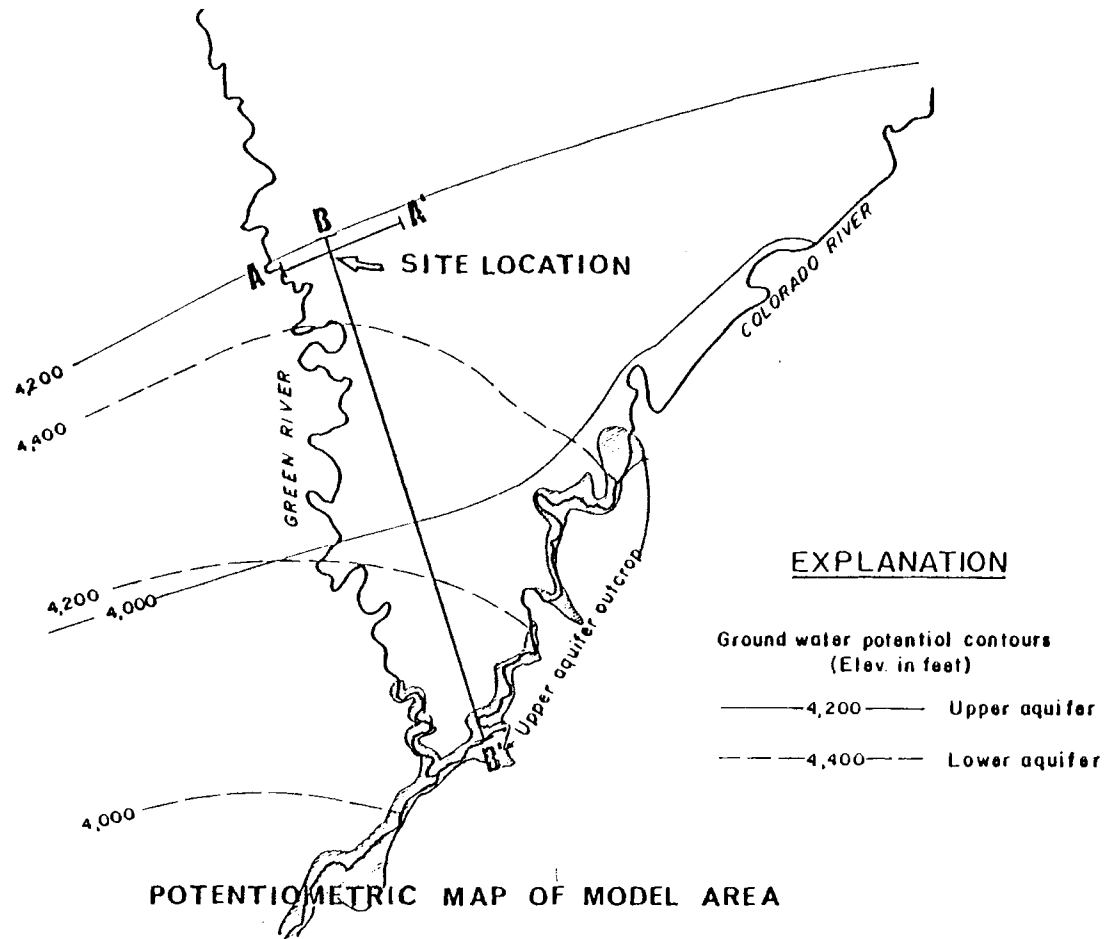 B
A'
A
SITE LOCATION
COLORADO RIVER
4,200
4,400
GREEN RIVER
4,200
4,000
Upper aquifer outcrop
B'
4,000
EXPLANATION
Ground water potential contours
(Elev. in feet)
4,200 Upper aquifer
4,400 Lower aquifer
POTENTIOMETRIC MAP OF MODEL AREA